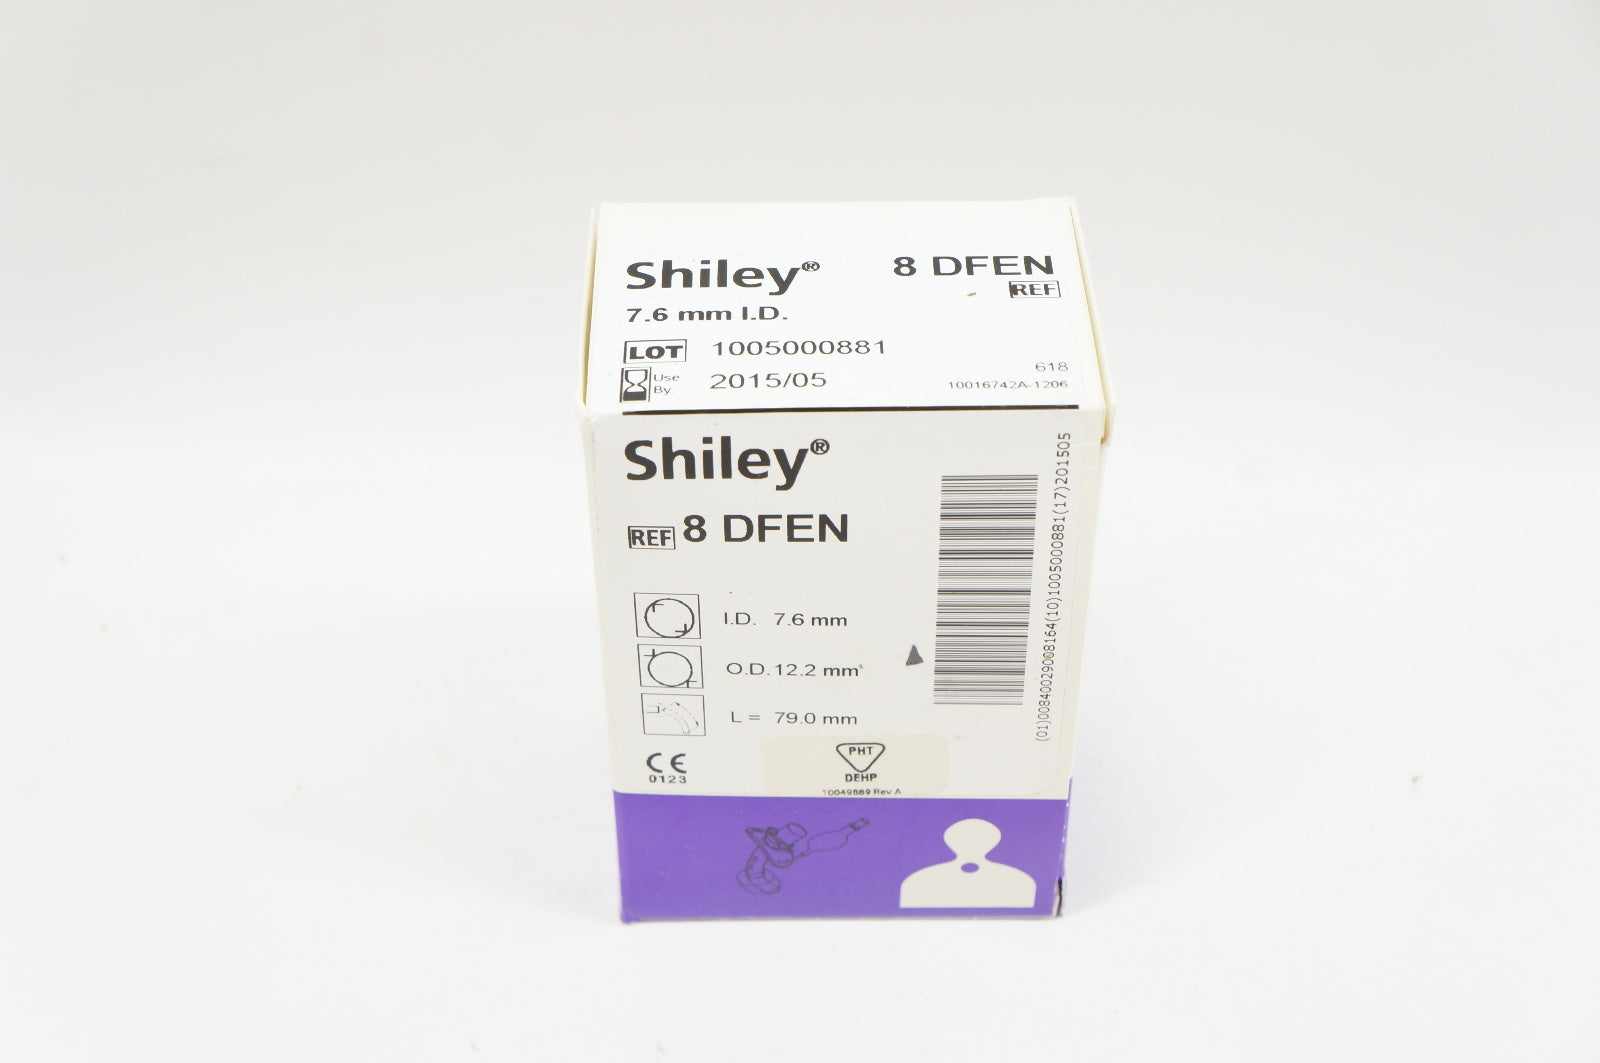 Shiley® 8 DFEN
REF
7.6 mm I.D.
LOT 1005000881
618
Use By: 2015/05
10016742A-1206
Shiley®
REF 8 DFEN
I.D. 7.6 mm
O.D. 12.2 mm
L = 79.0 mm
(01)00840029008164(10)1005000881(17)201505
CE
0123
PHT
DEHP
10049889 Rev A